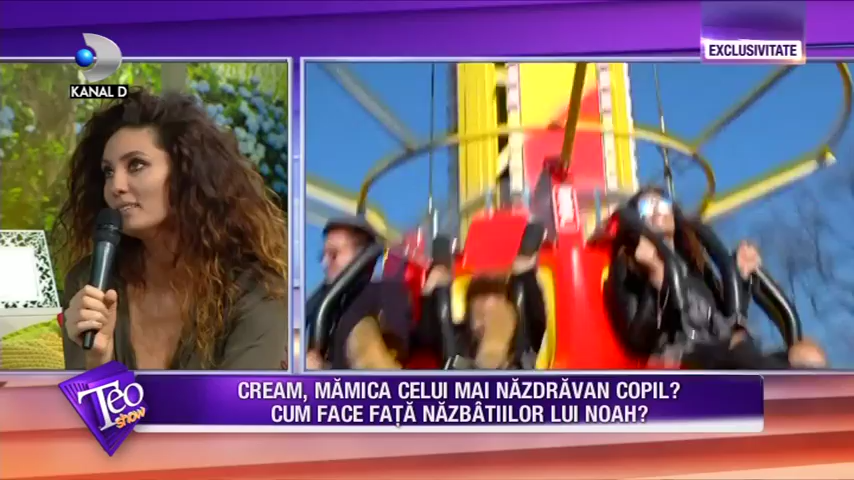 EXCLUSIVITATE
KANAL D
CREAM, MĂMICA CELUI MAI NĂZDRĂVAN COPIL?
CUM FACE FAȚĂ NĂZBÂTIILOR LUI NOAH?
Teo
show